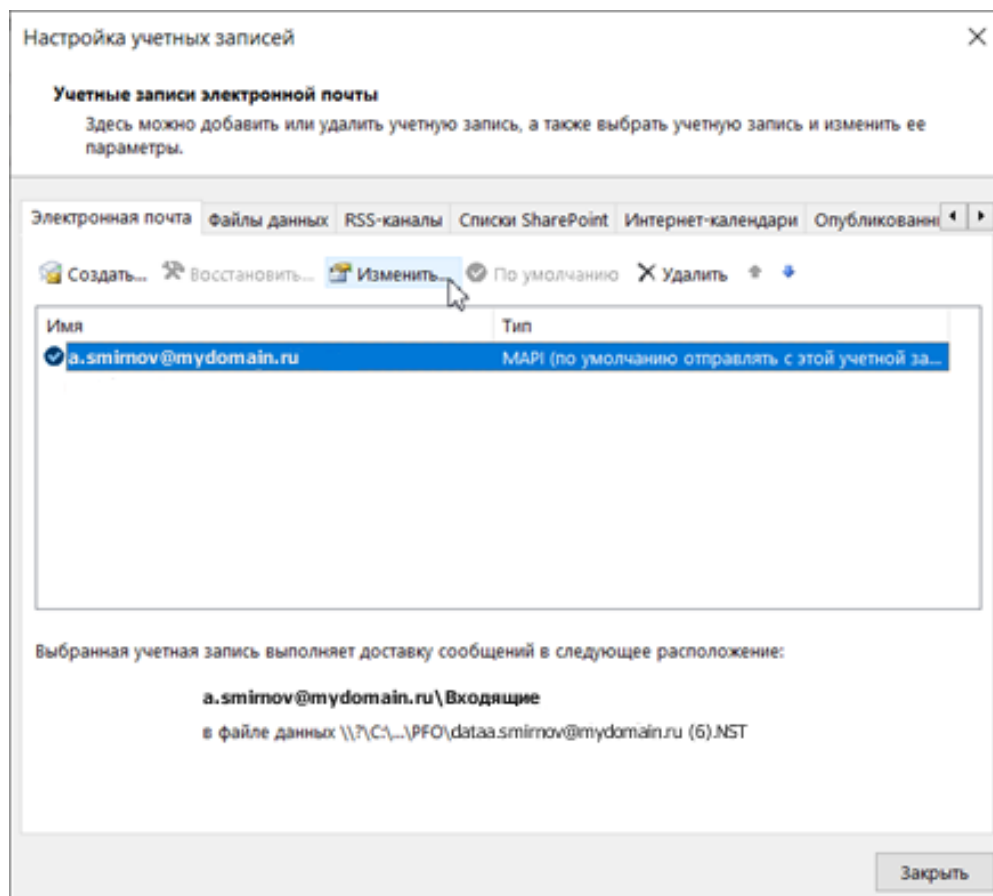 Настройка учетных записей
Учетные записи электронной почты
Здесь можно добавить или удалить учетную запись, а также выбрать учетную запись и изменить ее
параметры.
Электронная почта Файлы данных RSS-каналы Списки SharePoint Интернет-календари Опубликованн
Создать... Восстановить... Изменить... По умолчанию Удалить
Имя Тип
a.smirnov@mydomain.ru MAPI (по умолчанию отправлять с этой учетной за...
Выбранная учетная запись выполняет доставку сообщений в следующее расположение:
a.smirnov@mydomain.ru\Входящие
в файле данных \\?\C:\...\PFO\dataa.smirnov@mydomain.ru (6).NST
Закрыть